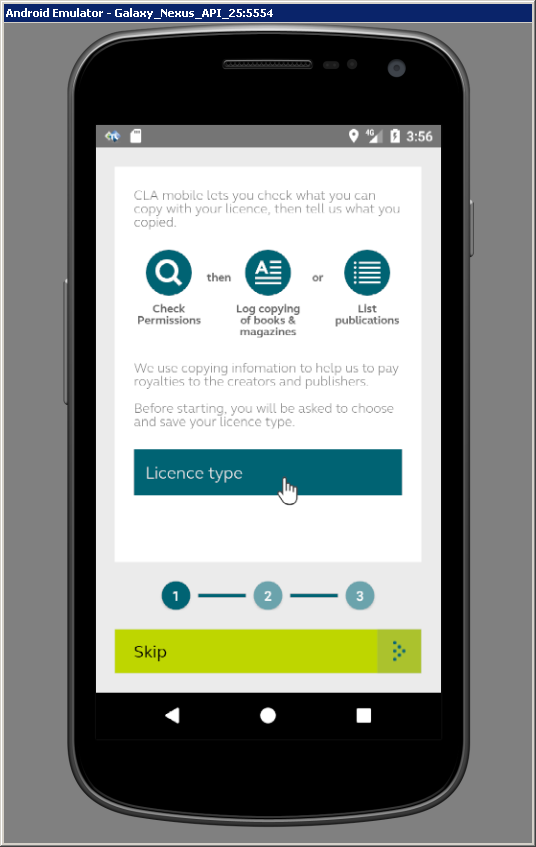 Android Emulator - Galaxy_Nexus_API_25:5554
4G 3:56
CLA mobile lets you check what you can
copy with your licence, then tell us what you
copied.
then or
Check
Permissions
Log copying
of books &
magazines
List
publications
We use copying infomation to help us to pay
royalties to the creators and publishers.
Before starting, you will be asked to choose
and save your licence type.
Licence type
1 2 3
Skip